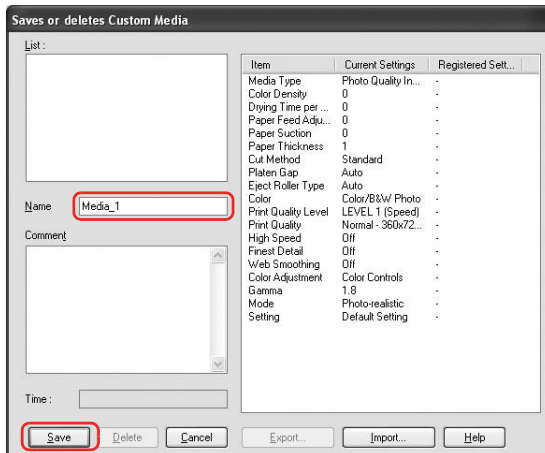 Saves or deletes Custom Media
List :
Name Media_1
Comment
Time :
Item Current Settings Registered Sett...
Media Type Photo Quality In... -
Color Density 0 -
Drying Time per ... 0 -
Paper Feed Adju... 0 -
Paper Suction 0 -
Paper Thickness 1 -
Cut Method Standard -
Platen Gap Auto -
Eject Roller Type Auto -
Color Color/B&W Photo -
Print Quality Level LEVEL 1 (Speed) -
Print Quality Normal - 360x72... -
High Speed Off -
Finest Detail Off -
Web Smoothing Off -
Color Adjustment Color Controls -
Gamma 1.8 -
Mode Photo-realistic -
Setting Default Setting -
Save Delete Cancel Export... Import... Help